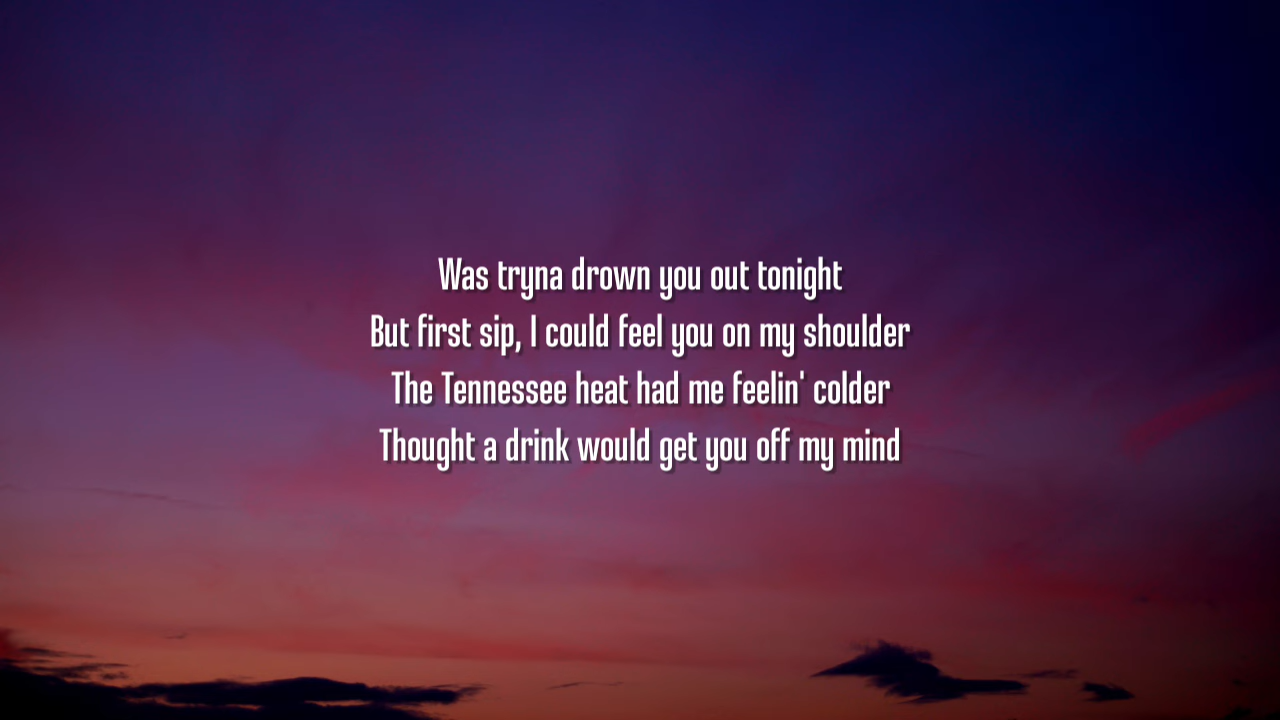 Was tryna drown you out tonight
But first sip, I could feel you on my shoulder
The Tennessee heat had me feelin' colder
Thought a drink would get you off my mind